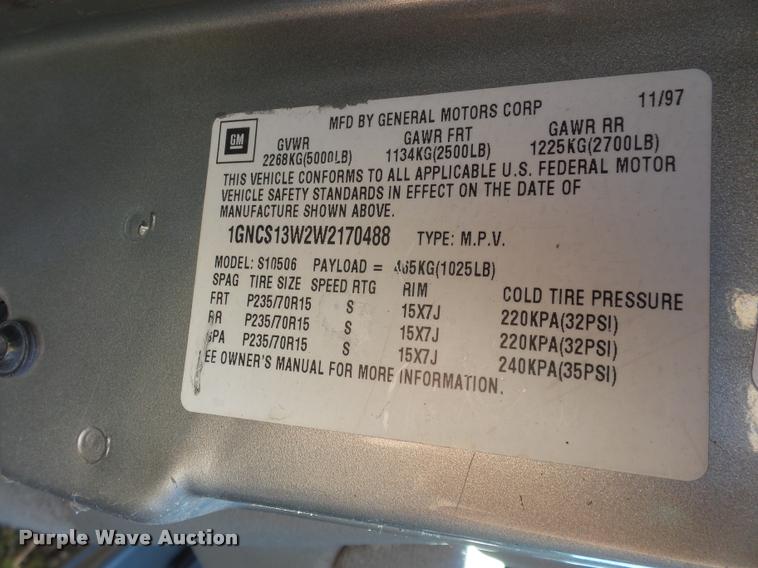 MFD BY GENERAL MOTORS CORP 11/97
GM
GVWR GAWR FRT GAWR RR
2268KG(5000LB) 1134KG(2500LB) 1225KG(2700LB)
THIS VEHICLE CONFORMS TO ALL APPLICABLE U.S. FEDERAL MOTOR
VEHICLE SAFETY STANDARDS IN EFFECT ON THE DATE OF
MANUFACTURE SHOWN ABOVE.
1GNCS13W2W2170488 TYPE: M.P.V.
MODEL: S10506 PAYLOAD = 465KG(1025LB)
SPAG TIRE SIZE SPEED RTG RIM COLD TIRE PRESSURE
FRT P235/70R15 S 15X7J 220KPA(32PSI)
RR P235/70R15 S 15X7J 220KPA(32PSI)
SPA P235/70R15 S 15X7J 240KPA(35PSI)
EE OWNER'S MANUAL FOR MORE INFORMATION.
Purple Wave Auction